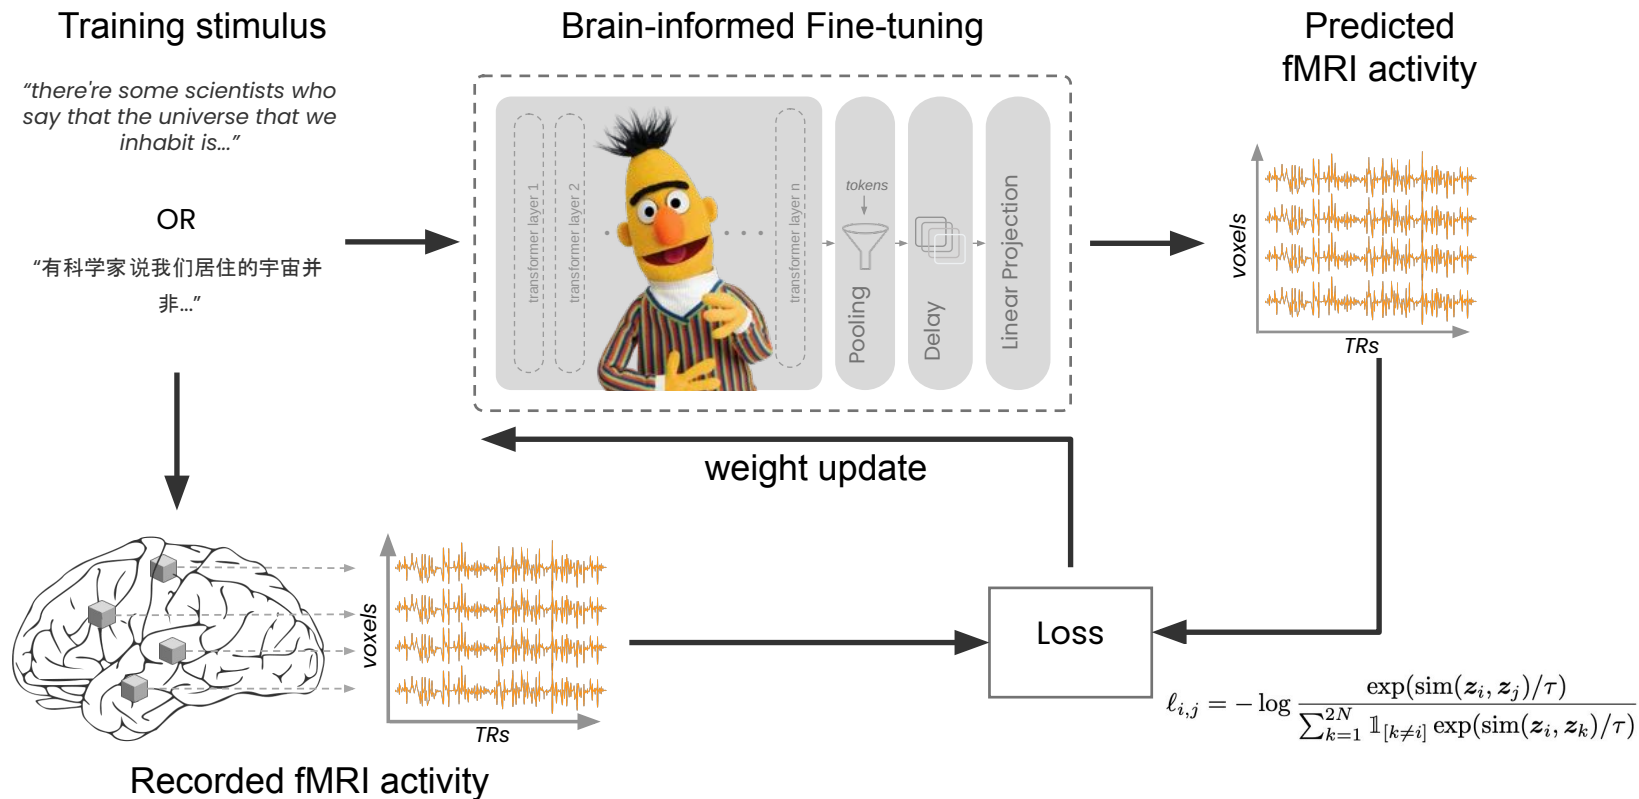 Training stimulus
“there're some scientists who
say that the universe that we
inhabit is...”
OR
“有科学家说我们居住的宇宙并
非...”
Brain-informed Fine-tuning
transformer layer 1
transformer layer 2
transformer layer n
tokens
Pooling
Delay
Linear Projection
Predicted
fMRI activity
voxels
TRs
weight update
voxels
TRs
Recorded fMRI activity
Loss
ℓ_{i,j} = − log \frac{exp(sim(z_i, z_j)/τ)}{∑_{k=1}^{2N} 𝟙_{[k≠i]} exp(sim(z_i, z_k)/τ)}